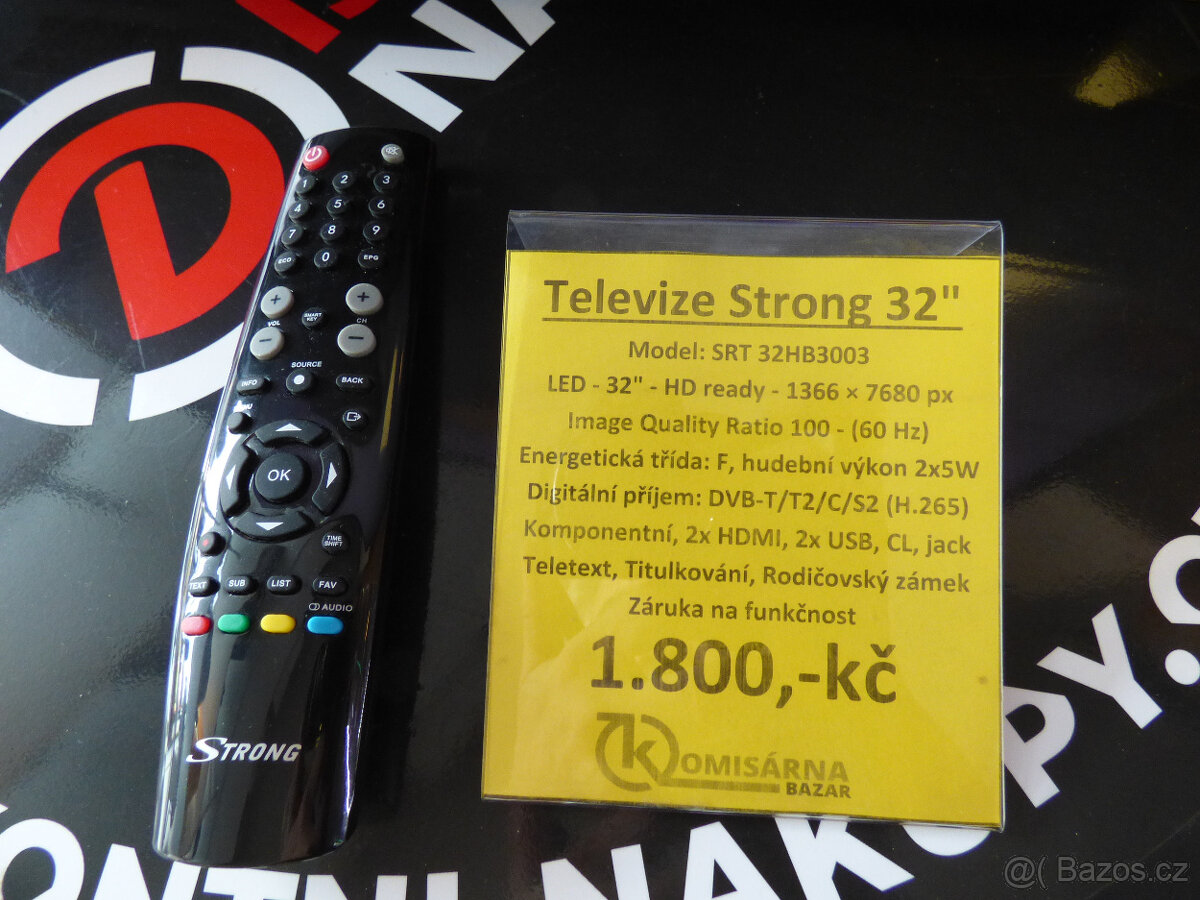 NA
1 2 3
4 5 6
7 8 9
ECO 0 EPG
+ +
VOL SMART KEY CH
- -
SOURCE
INFO BACK
OK
TIME SHIFT
TEXT SUB LIST FAV
AUDIO
STRONG
Televize Strong 32"
Model: SRT 32HB3003
LED - 32" - HD ready - 1366 × 7680 px
Image Quality Ratio 100 - (60 Hz)
Energetická třída: F, hudební výkon 2x5W
Digitální příjem: DVB-T/T2/C/S2 (H.265)
Komponentní, 2x HDMI, 2x USB, CL, jack
Teletext, Titulkování, Rodičovský zámek
Záruka na funkčnost
1.800,-kč
KOMISÁRNA
BAZAR
ONTNI-NAKUPY.
@( Bazos.cz